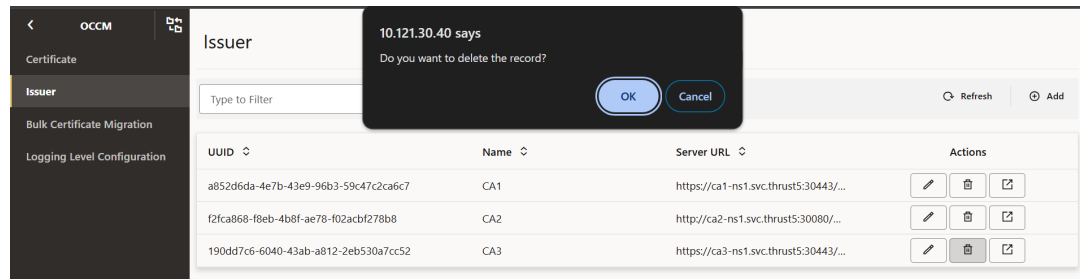 OCCM
Certificate
Issuer
Bulk Certificate Migration
Logging Level Configuration
Issuer
10.121.30.40 says
Do you want to delete the record?
OK Cancel
Type to Filter
Refresh Add
UUID Name Server URL Actions
a852d6da-4e7b-43e9-96b3-59c47c2ca6c7 CA1 https://ca1-ns1.svc.thrust5:30443/...
f2fca868-f8eb-4b8f-ae78-f02acbf278b8 CA2 http://ca2-ns1.svc.thrust5:30080/...
190dd7c6-6040-43ab-a812-2eb530a7cc52 CA3 https://ca3-ns1.svc.thrust5:30443/...